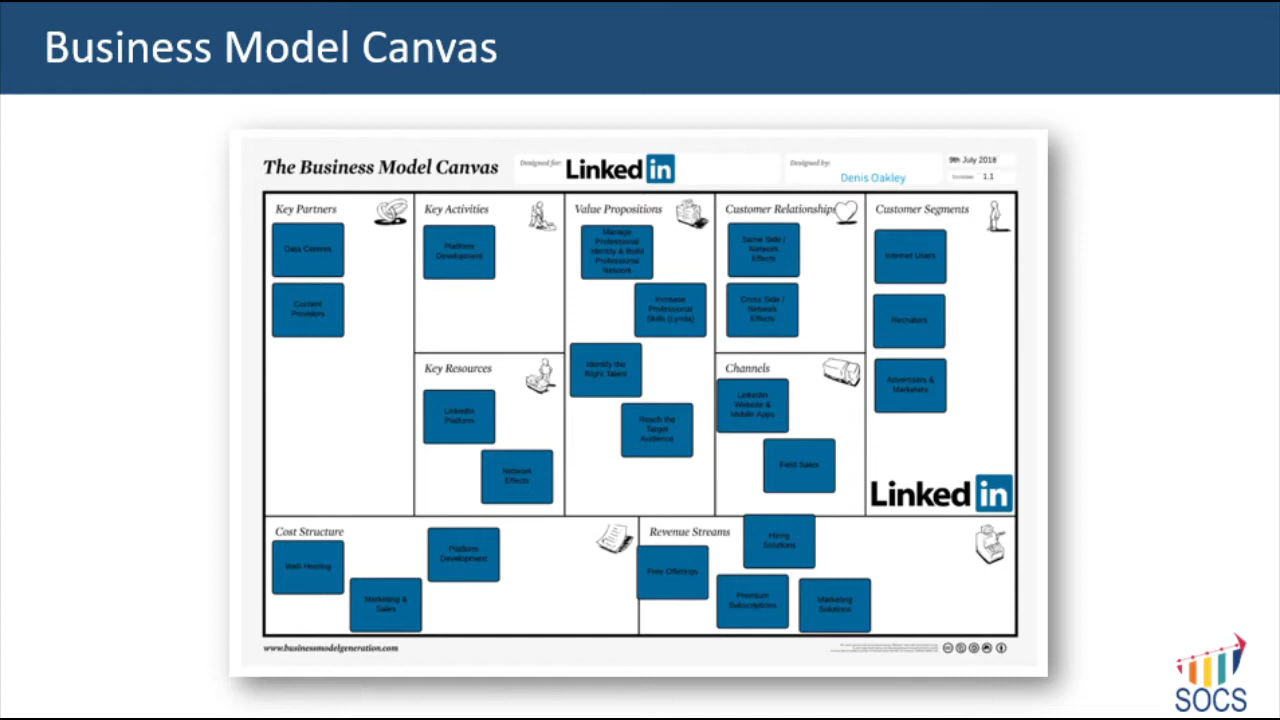 Business Model Canvas
The Business Model Canvas
Designed for:
Linked in
Designed by:
Denis Oakley
9th July 2018
1.1
Key Partners
Data Centres
Content
Providers
Key Activities
Platform
Development
Key Resources
LinkedIn
Platform
Network
Effects
Value Propositions
Manage
Professional
Identity & Build
Professional
Network
Increase
Professional
Skills (Lynda)
Identify the
Right Talent
Reach the
Target
Audience
Customer Relationships
Same Side /
Network
Effects
Cross Side /
Network
Effects
Channels
LinkedIn
Website &
Mobile Apps
Field Sales
Customer Segments
Internet Users
Recruiters
Advertisers &
Marketers
Linked in
Cost Structure
Web Hosting
Marketing &
Sales
Platform
Development
Revenue Streams
Free Offerings
Hiring
Solutions
Premium
Subscriptions
Marketing
Solutions
www.businessmodelgeneration.com
SOCS